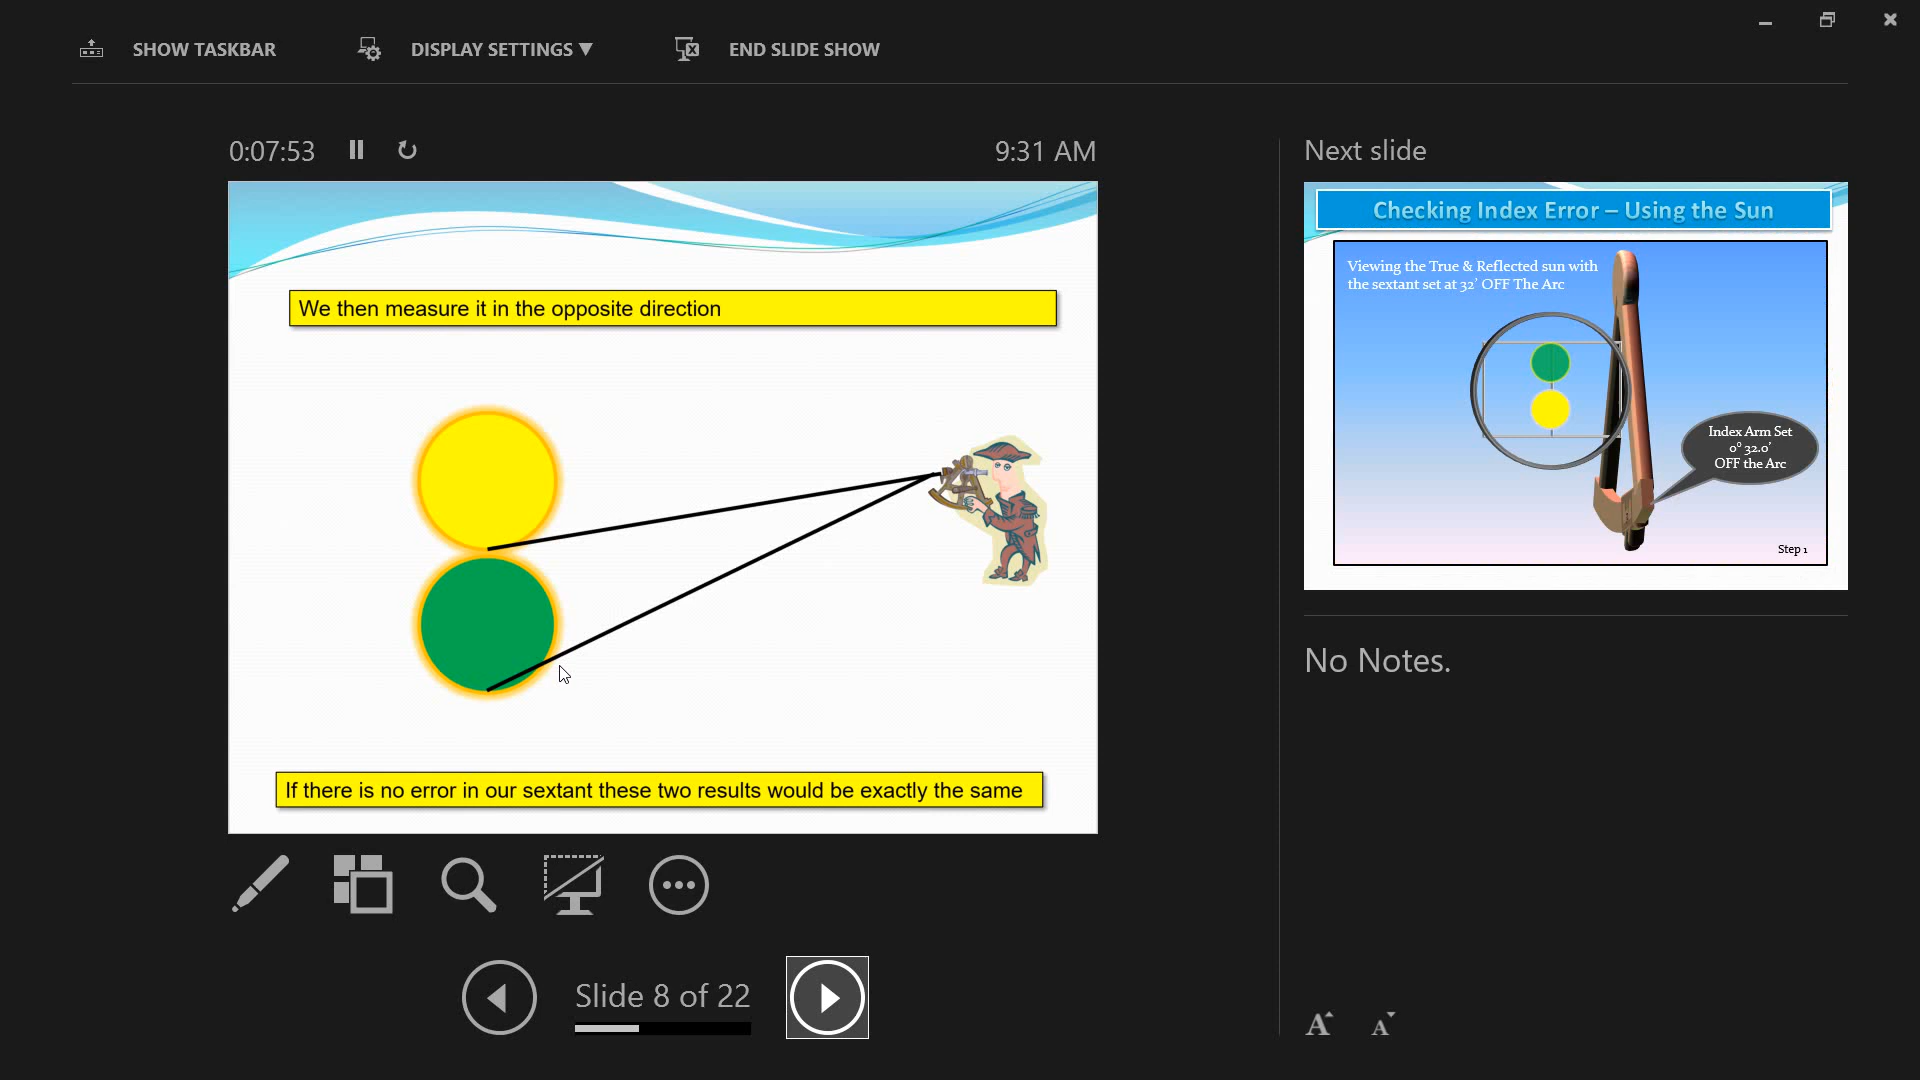 SHOW TASKBAR
DISPLAY SETTINGS ▼
END SLIDE SHOW
0:07:53
9:31 AM
We then measure it in the opposite direction
If there is no error in our sextant these two results would be exactly the same
Slide 8 of 22
Next slide
Checking Index Error – Using the Sun
Viewing the True & Reflected sun with
the sextant set at 32' OFF The Arc
Index Arm Set
0° 32.0'
OFF the Arc
Step 1
No Notes.
A
A